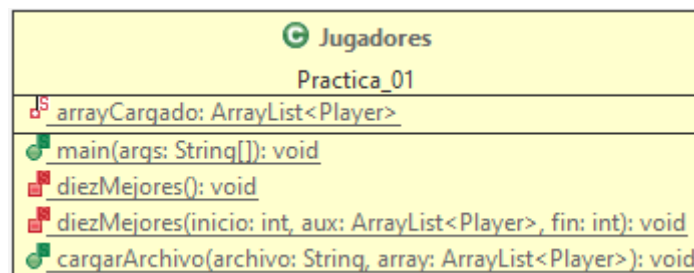 Jugadores
Practica_01
arrayCargado: ArrayList<Player>
main(args: String[]): void
diezMejores(): void
diezMejores(inicio: int, aux: ArrayList<Player>, fin: int): void
cargarArchivo(archivo: String, array: ArrayList<Player>): void